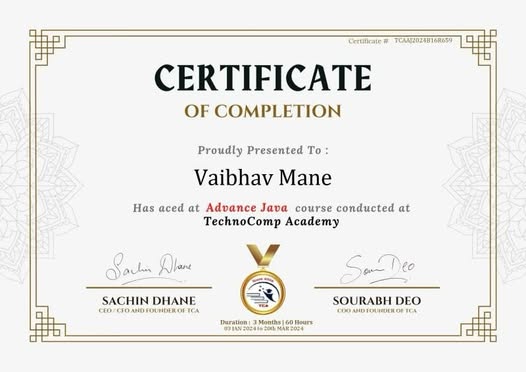 Certificate # TCAAJ2024B168659
CERTIFICATE
OF COMPLETION
Proudly Presented To :
Vaibhav Mane
Has aced at Advance Java course conducted at
TechnoComp Academy
Sachin Dhane
Sourabh Deo
SACHIN DHANE
SOURABH DEO
CEO / CFO AND FOUNDER OF TCA
COO AND FOUNDER OF TCA
TCA
Duration : 3 Months | 60 Hours
03 JAN 2024 to 20th MAR 2024